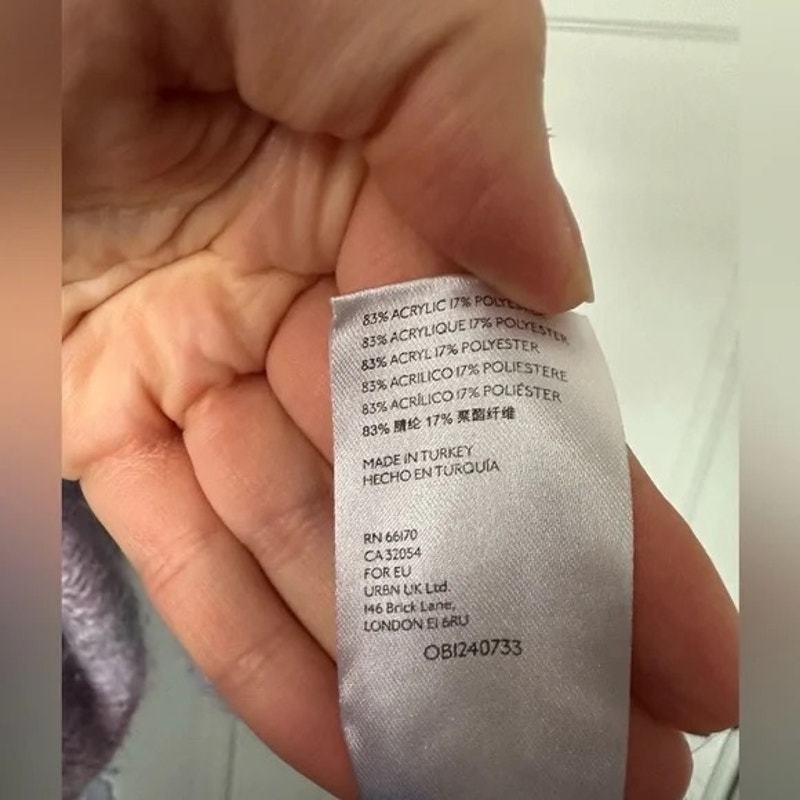 83% ACRYLIC 17% POLYESTER
83% ACRYLIQUE 17% POLYESTER
83% ACRYL 17% POLYESTER
83% ACRILICO 17% POLIESTERE
83% ACRÍLICO 17% POLIÉSTER
83% 腈纶 17% 聚酯纤维
MADE IN TURKEY
HECHO EN TURQUÍA
RN 66170
CA 32054
FOR EU
URBN UK Ltd.
146 Brick Lane,
LONDON E1 6RU
OB1240733